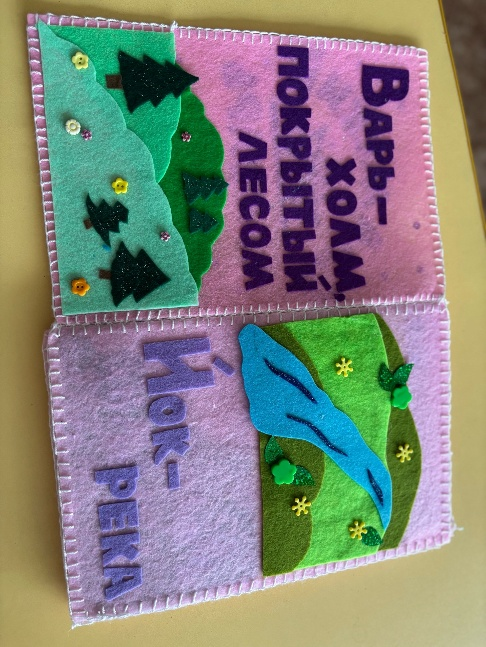 Варь–
холм,
покрытый
лесом
Йок–
река